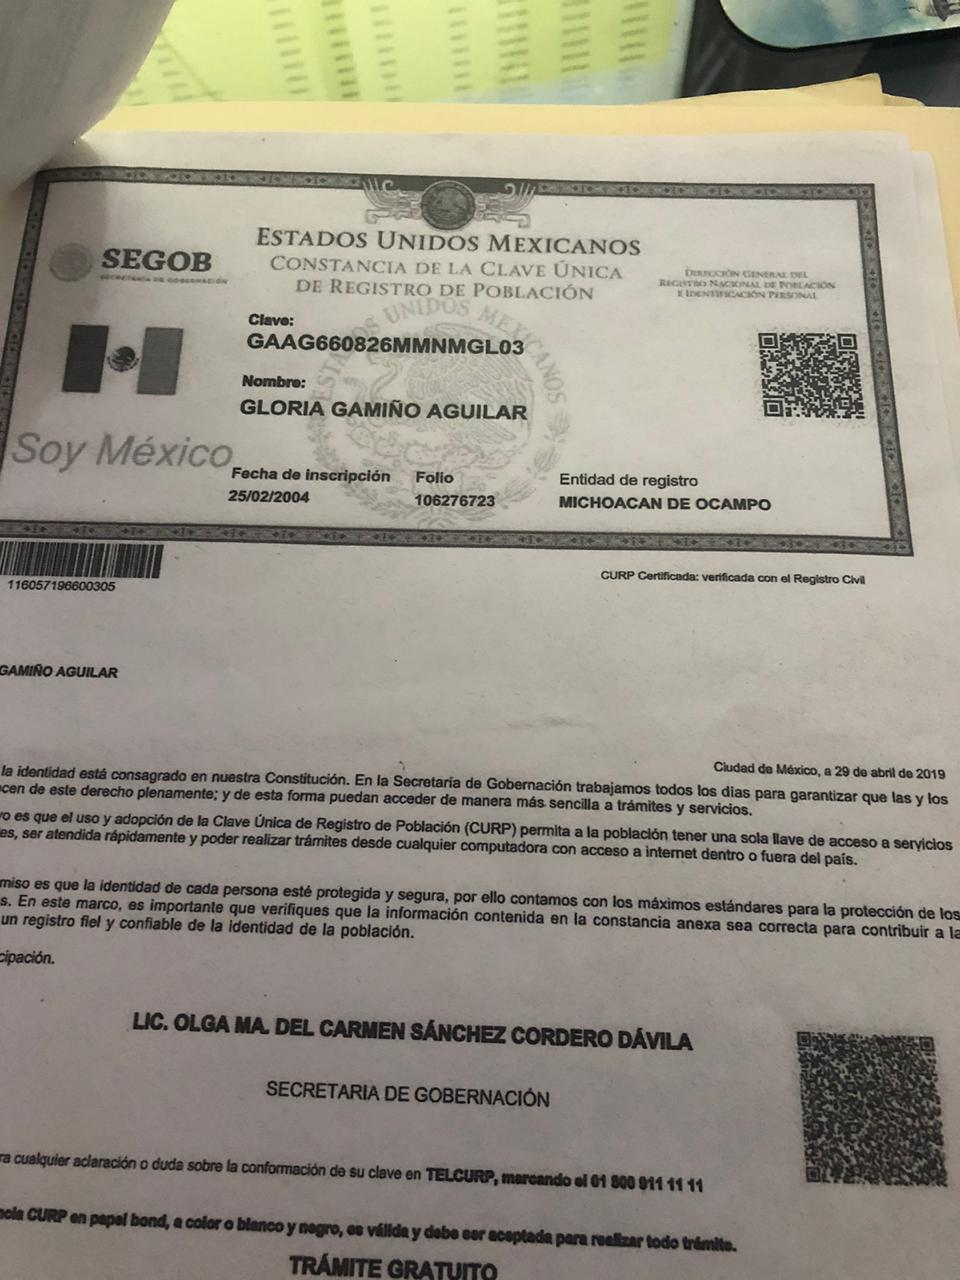 ESTADOS UNIDOS MEXICANOS
CONSTANCIA DE LA CLAVE ÚNICA
DE REGISTRO DE POBLACIÓN
SEGOB
SECRETARÍA DE GOBERNACIÓN
DIRECCIÓN GENERAL DEL
REGISTRO NACIONAL DE POBLACIÓN
E IDENTIFICACIÓN PERSONAL
ESTADOS UNIDOS MEXICANOS
Clave:
GAAG660826MMNMGL03
Nombre:
GLORIA GAMIÑO AGUILAR
Soy México
Fecha de inscripción Folio Entidad de registro
25/02/2004 106276723 MICHOACAN DE OCAMPO
116057196600305
CURP Certificada: verificada con el Registro Civil
GAMIÑO AGUILAR
Ciudad de México, a 29 de abril de 2019
la identidad está consagrado en nuestra Constitución. En la Secretaría de Gobernación trabajamos todos los días para garantizar que las y los
cen de este derecho plenamente; y de esta forma puedan acceder de manera más sencilla a trámites y servicios.
vo es que el uso y adopción de la Clave Única de Registro de Población (CURP) permita a la población tener una sola llave de acceso a servicios
es, ser atendida rápidamente y poder realizar trámites desde cualquier computadora con acceso a internet dentro o fuera del país.
miso es que la identidad de cada persona esté protegida y segura, por ello contamos con los máximos estándares para la protección de los
s. En este marco, es importante que verifiques que la información contenida en la constancia anexa sea correcta para contribuir a la
un registro fiel y confiable de la identidad de la población.
cipación.
LIC. OLGA MA. DEL CARMEN SÁNCHEZ CORDERO DÁVILA
SECRETARIA DE GOBERNACIÓN
ra cualquier aclaración o duda sobre la conformación de su clave en TELCURP, marcando el 01 800 911 11 11
ncia CURP en papel bond, a color o blanco y negro, es válida y debe ser aceptada para realizar todo trámite.
TRÁMITE GRATUITO